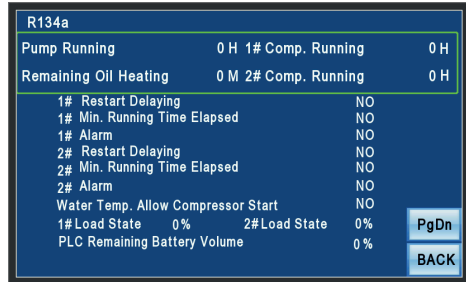 R134a
Pump Running 0 H 1# Comp. Running 0 H
Remaining Oil Heating 0 M 2# Comp. Running 0 H
1# Restart Delaying NO
1# Min. Running Time Elapsed NO
1# Alarm NO
2# Restart Delaying NO
2# Min. Running Time Elapsed NO
2# Alarm NO
Water Temp. Allow Compressor Start NO
1# Load State 0% 2# Load State 0%
PLC Remaining Battery Volume 0%
PgDn
BACK